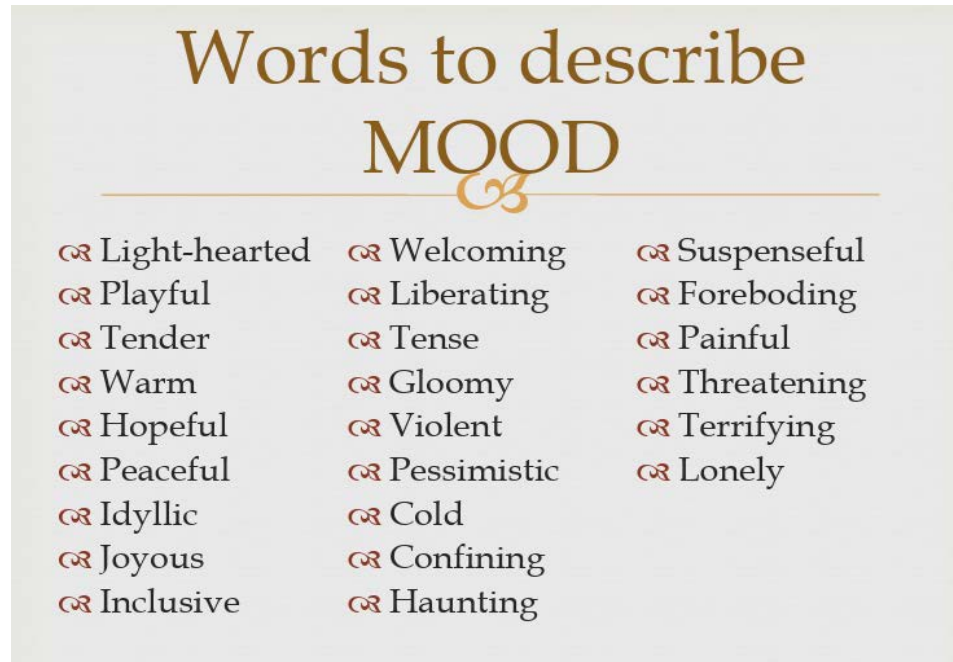 Words to describe
MOOD
Light-hearted
Playful
Tender
Warm
Hopeful
Peaceful
Idyllic
Joyous
Inclusive
Welcoming
Liberating
Tense
Gloomy
Violent
Pessimistic
Cold
Confining
Haunting
Suspenseful
Foreboding
Painful
Threatening
Terrifying
Lonely